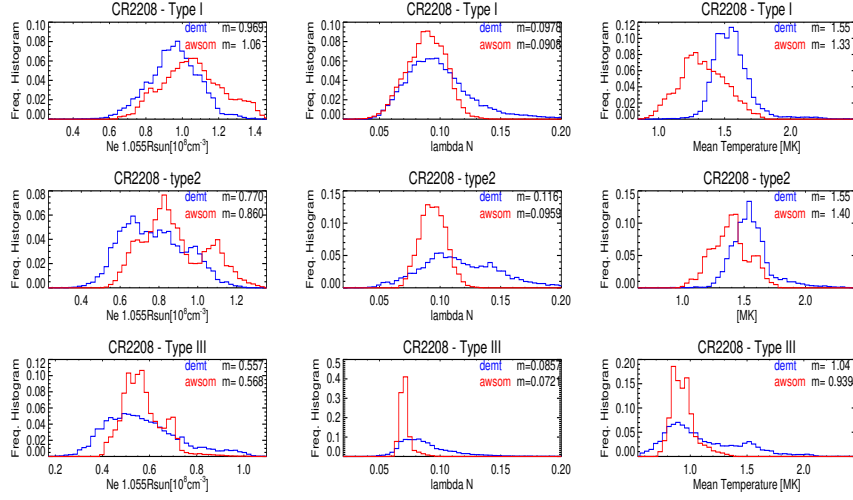 CR2208 - Type I
demt m= 0.969
awsom m= 1.06
0.10
0.08
0.06
0.04
0.02
0.00
Freq. Histogram
0.4 0.6 0.8 1.0 1.2 1.4
Ne 1.055Rsun[10⁸cm⁻³]
CR2208 - Type I
demt m=0.0978
awsom m=0.0908
0.10
0.08
0.06
0.04
0.02
0.00
Freq. Histogram
0.05 0.10 0.15 0.20
lambda N
CR2208 - Type I
demt m= 1.55
awsom m= 1.33
0.12
0.10
0.08
0.06
0.04
0.02
0.00
Freq. Histogram
1.0 1.5 2.0
Mean Temperature [MK]
CR2208 - type2
demt m= 0.770
awsom m= 0.860
0.08
0.06
0.04
0.02
0.00
Freq. Histogram
0.4 0.6 0.8 1.0 1.2
Ne 1.055Rsun[10⁸cm⁻³]
CR2208 - type2
demt m= 0.116
awsom m=0.0959
0.15
0.10
0.05
0.00
Freq. Histogram
0.05 0.10 0.15 0.20
lambda N
CR2208 - type2
demt m= 1.55
awsom m= 1.40
0.15
0.10
0.05
0.00
Freq. Histogram
1.0 1.5 2.0
[MK]
CR2208 - Type III
demt m= 0.557
awsom m= 0.568
0.12
0.10
0.08
0.06
0.04
0.02
0.00
Freq. Histogram
0.2 0.4 0.6 0.8 1.0
Ne 1.055Rsun[10⁸cm⁻³]
CR2208 - Type III
demt m=0.0857
awsom m=0.0721
0.5
0.4
0.3
0.2
0.1
0.0
Freq. Histogram
0.05 0.10 0.15 0.20
lambda N
CR2208 - Type III
demt m= 1.04
awsom m= 0.939
0.20
0.15
0.10
0.05
0.00
Freq. Histogram
1.0 1.5 2.0
Mean Temperature [MK]